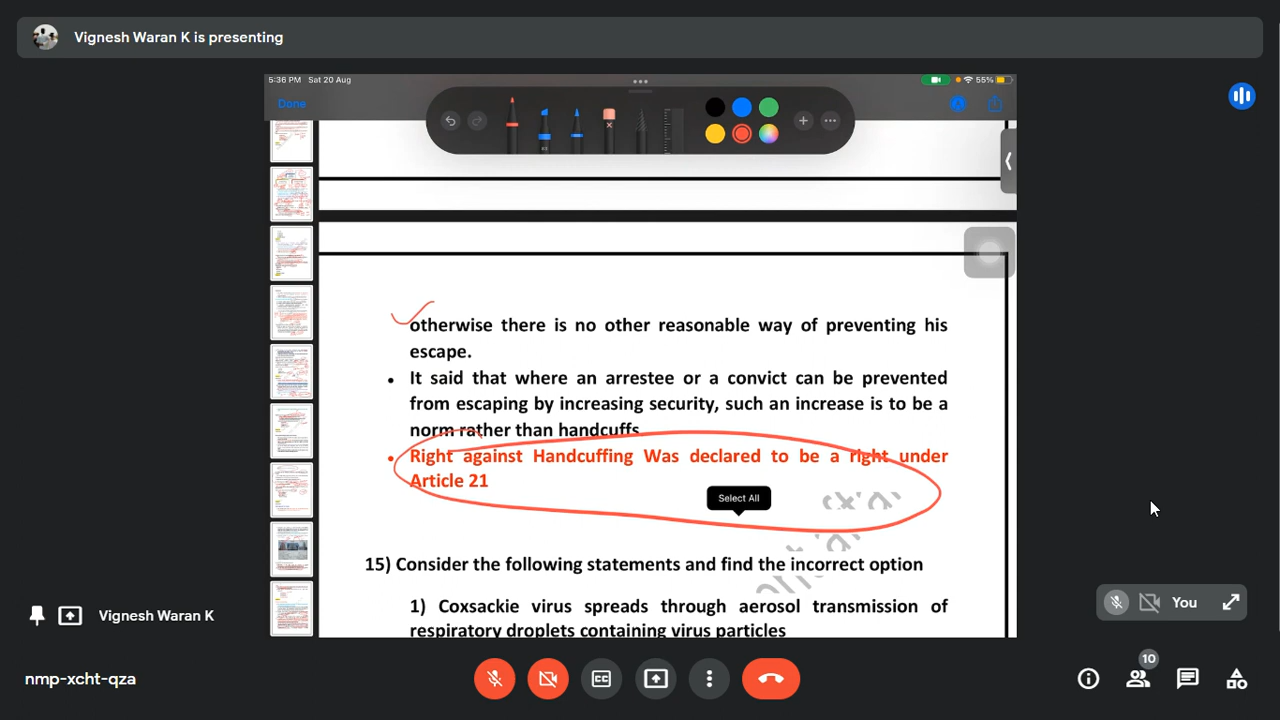 Vignesh Waran K is presenting
5:36 PM Sat 20 Aug
55%
Done
otherwise there is no other reasonable way of preventing his
escape.
• It said that when an arrestee or a convict can be prevented
from escaping by increasing security, such an increase is to be a
norm rather than handcuffs
• Right against Handcuffing Was declared to be a right under
Article 21
Select All
15) Consider the following statements and find the incorrect option
1) Coxsackie virus spreads through aerosol transmission of
respiratory droplets containing virus particles
Vignesh Waran K
You
nmp-xcht-qza
10